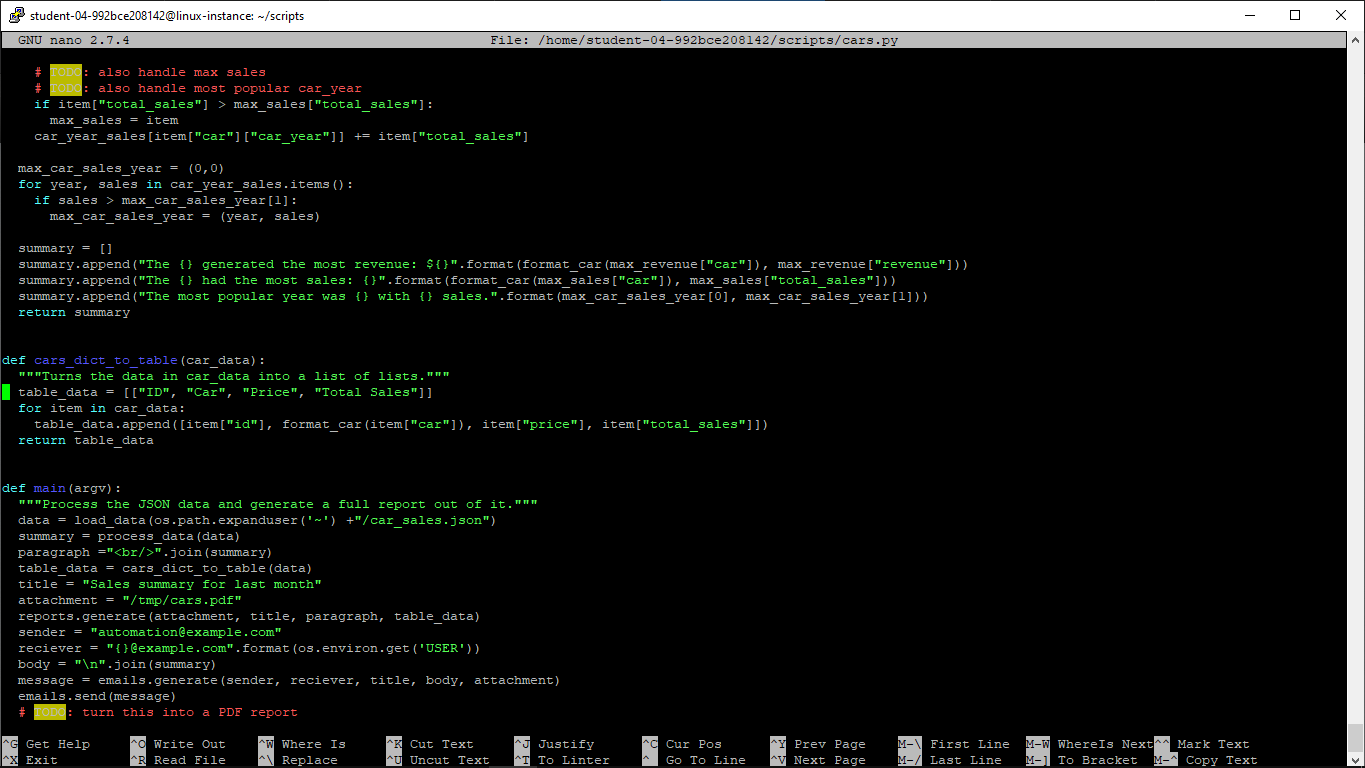 student-04-992bce208142@linux-instance: ~/scripts
GNU nano 2.7.4 File: /home/student-04-992bce208142/scripts/cars.py
    # TODO: also handle max sales
    # TODO: also handle most popular car_year
    if item["total_sales"] > max_sales["total_sales"]:
      max_sales = item
    car_year_sales[item["car"]["car_year"]] += item["total_sales"]

  max_car_sales_year = (0,0)
  for year, sales in car_year_sales.items():
    if sales > max_car_sales_year[1]:
      max_car_sales_year = (year, sales)

  summary = []
  summary.append("The {} generated the most revenue: ${}".format(format_car(max_revenue["car"]), max_revenue["revenue"]))
  summary.append("The {} had the most sales: {}".format(format_car(max_sales["car"]), max_sales["total_sales"]))
  summary.append("The most popular year was {} with {} sales.".format(max_car_sales_year[0], max_car_sales_year[1]))
  return summary

def cars_dict_to_table(car_data):
  """Turns the data in car_data into a list of lists."""
  table_data = [["ID", "Car", "Price", "Total Sales"]]
  for item in car_data:
    table_data.append([item["id"], format_car(item["car"]), item["price"], item["total_sales"]])
  return table_data

def main(argv):
  """Process the JSON data and generate a full report out of it."""
  data = load_data(os.path.expanduser('~') +"/car_sales.json")
  summary = process_data(data)
  paragraph ="<br/>".join(summary)
  table_data = cars_dict_to_table(data)
  title = "Sales summary for last month"
  attachment = "/tmp/cars.pdf"
  reports.generate(attachment, title, paragraph, table_data)
  sender = "automation@example.com"
  reciever = "{}@example.com".format(os.environ.get('USER'))
  body = "\n".join(summary)
  message = emails.generate(sender, reciever, title, body, attachment)
  emails.send(message)
  # TODO: turn this into a PDF report

^G Get Help ^O Write Out ^W Where Is ^K Cut Text ^J Justify ^C Cur Pos ^Y Prev Page M-\ First Line M-W WhereIs Next ^^ Mark Text
^X Exit ^R Read File ^\ Replace ^U Uncut Text ^T To Linter ^_ Go To Line ^V Next Page M-/ Last Line M-] To Bracket M-^ Copy Text